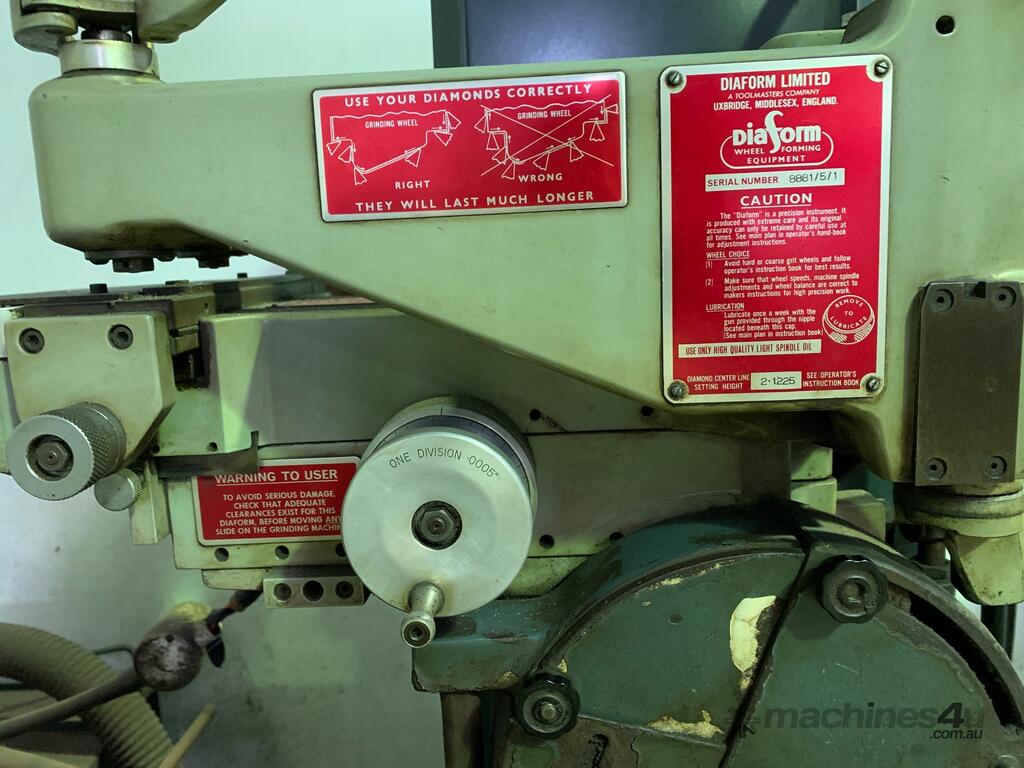 USE YOUR DIAMONDS CORRECTLY
GRINDING WHEEL
GRINDING WHEEL
RIGHT
WRONG
THEY WILL LAST MUCH LONGER
DIAFORM LIMITED
A TOOLMASTERS COMPANY
UXBRIDGE, MIDDLESEX, ENGLAND.
Diaform
WHEEL FORMING
EQUIPMENT
SERIAL NUMBER 8881/5/1
CAUTION
The "Diaform" is a precision instrument. It
is produced with extreme care and its original
accuracy can only be retained by careful use at
all times. See main plan in operator's hand-book
for adjustment instructions.
WHEEL CHOICE
(1) Avoid hard or coarse grit wheels and follow
operator's instruction book for best results.
(2) Make sure that wheel speeds, machine spindle
adjustments and wheel balance are correct to
makers instructions for high precision work.
LUBRICATION
Lubricate once a week with the
gun provided through the nipple
located beneath this cap.
(See main plan in instruction book)
REMOVE
TO
LUBRICATE
USE ONLY HIGH QUALITY LIGHT SPINDLE OIL
DIAMOND CENTER LINE
SETTING HEIGHT
2·1225
SEE OPERATOR'S
INSTRUCTION BOOK
ONE DIVISION ·0005"
WARNING TO USER
TO AVOID SERIOUS DAMAGE,
CHECK THAT ADEQUATE
CLEARANCES EXIST FOR THIS
DIAFORM, BEFORE MOVING ANY
SLIDE ON THE GRINDING MACHIN
machines4u
.com.au